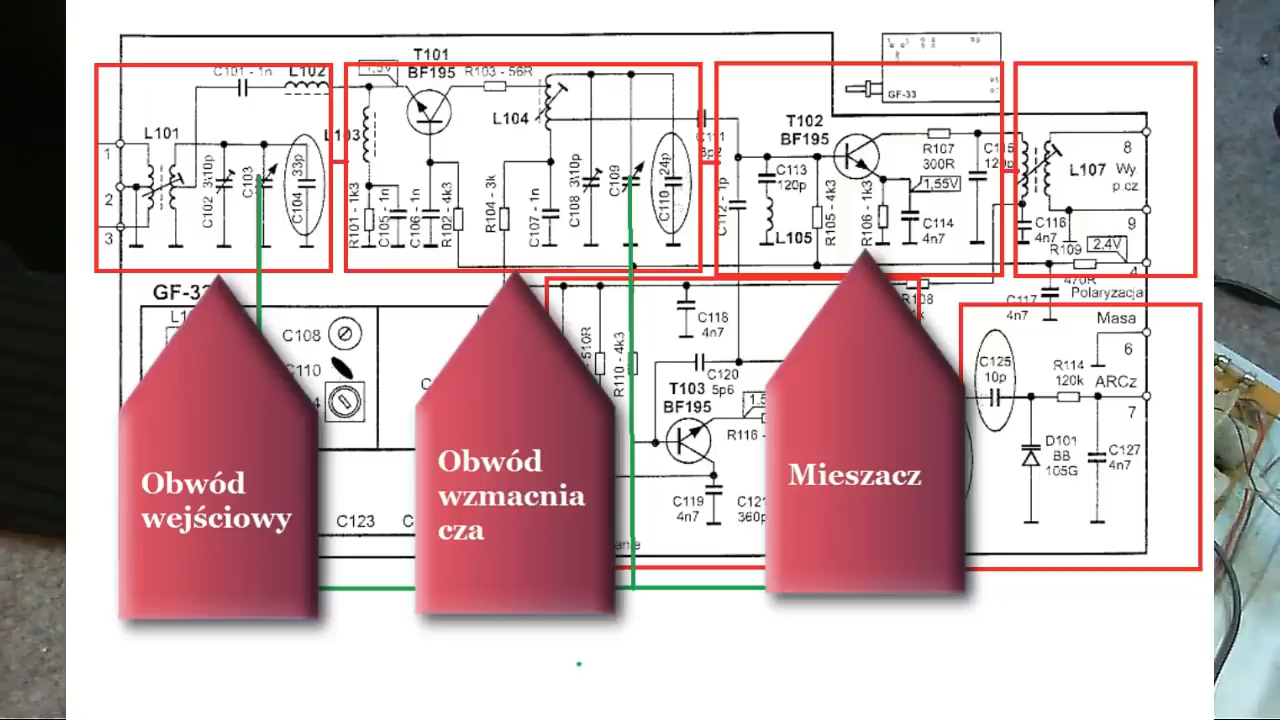 T101
BF195
C101 - 1n
L102
R103 - 56R
L101
L103
L104
1
2
3
C102 3\10p
C103
C104
33p
R101 - 1k3
C105 - 1n
C106 - 1n
R102 - 4k3
R104 - 3k
C107 - 1n
C108 3\10p
C109
C110
24p
C112 - 1p
T102
BF195
GF-33
C113
120p
L105
R105 - 4k3
R106 - 1k3
R107
300R
1,55V
C114
4n7
L107
8
Wy
p.cz.
9
C116
4n7
R109
2,4V
470R
4
Polaryzacja
C117
4n7
Masa
6
C108
C110
C118
4n7
510R
R110 - 4k3
C120
5p6
T103
BF195
R116 -
C119
4n7
C123
C125
10p
R114
120k
ARCz
7
D101
BB
105G
C127
4n7
Obwód
wejściowy
Obwód
wzmacnia
cza
Mieszacz